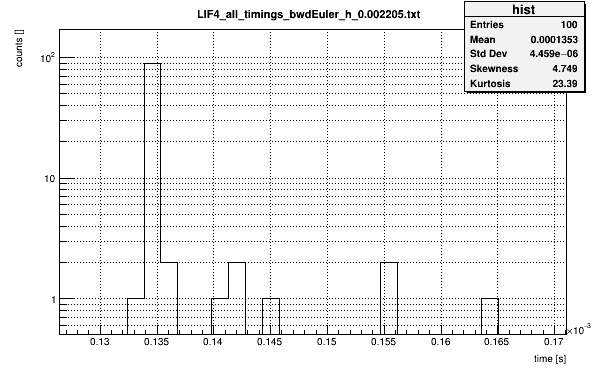 LIF4_all_timings_bwdEuler_h_0.002205.txt
hist
Entries 100
Mean 0.0001353
Std Dev 4.459e−06
Skewness 4.749
Kurtosis 23.39
counts []
10²
10
1
0.13 0.135 0.14 0.145 0.15 0.155 0.16 0.165 0.17
×10⁻³
time [s]